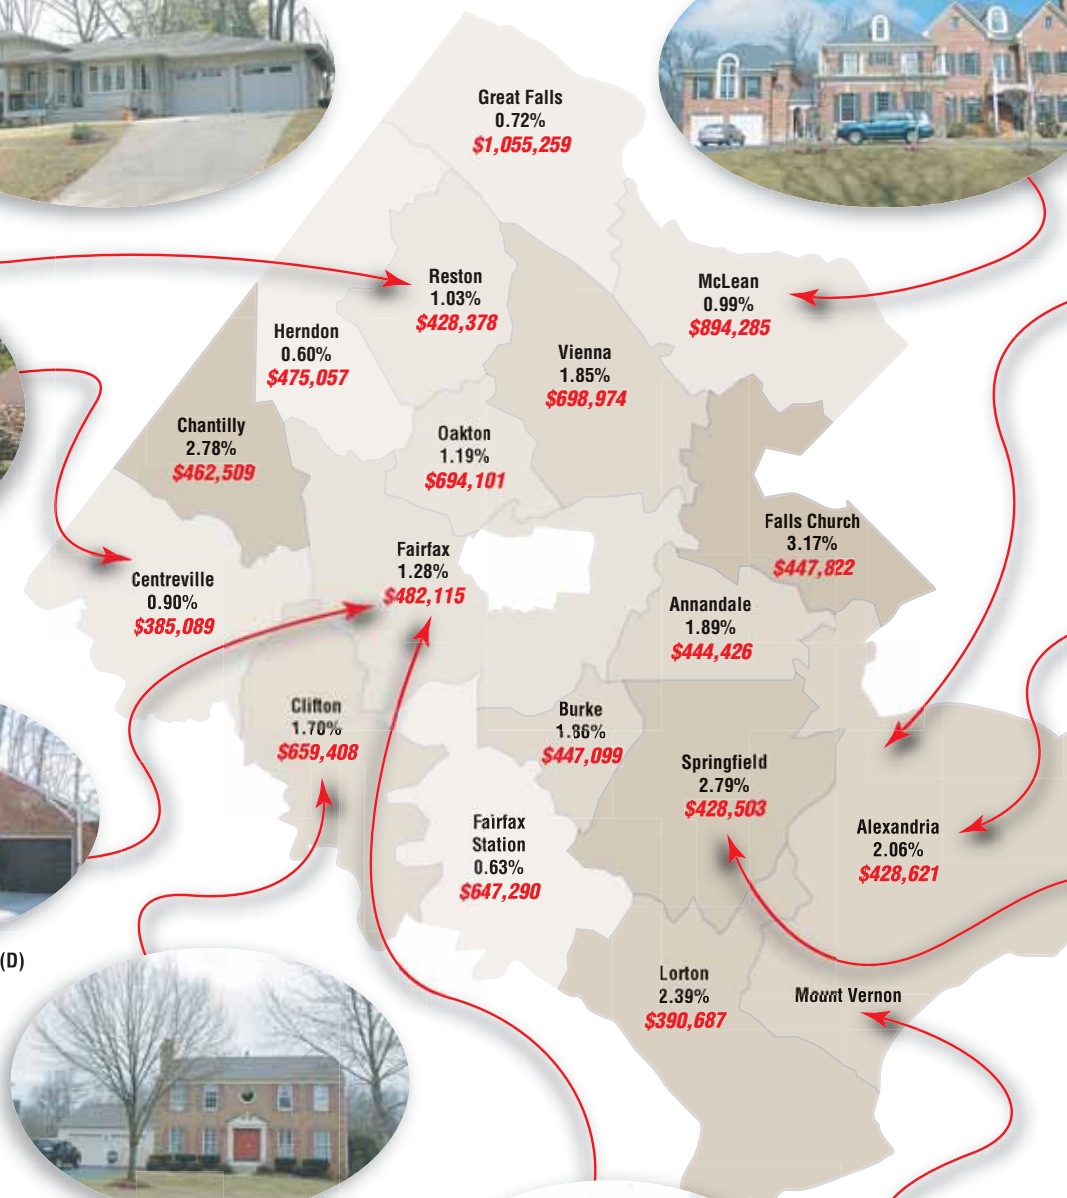 Great Falls
0.72%
$1,055,259
Reston
1.03%
$428,378
McLean
0.99%
$894,285
Herndon
0.60%
$475,057
Vienna
1.85%
$698,974
Chantilly
2.78%
$462,509
Oakton
1.19%
$694,101
Falls Church
3.17%
$447,822
Fairfax
1.28%
$482,115
Centreville
0.90%
$385,089
Annandale
1.89%
$444,426
Clifton
1.70%
$659,408
Burke
1.86%
$447,099
Springfield
2.79%
$428,503
Fairfax
Station
0.63%
$647,290
Alexandria
2.06%
$428,621
(D)
Lorton
2.39%
$390,687
Mount Vernon